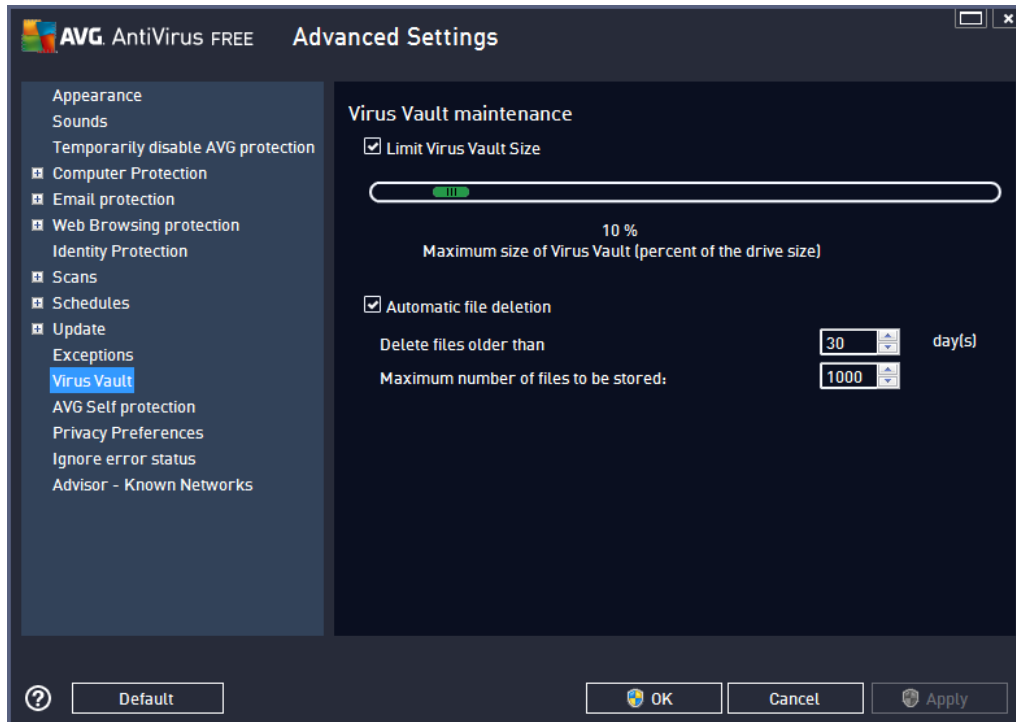 AVG. AntiVirus FREE Advanced Settings
Appearance
Sounds
Temporarily disable AVG protection
Computer Protection
Email protection
Web Browsing protection
Identity Protection
Scans
Schedules
Update
Exceptions
Virus Vault
AVG Self protection
Privacy Preferences
Ignore error status
Advisor - Known Networks
Virus Vault maintenance
Limit Virus Vault Size
10 %
Maximum size of Virus Vault (percent of the drive size)
Automatic file deletion
Delete files older than 30 day(s)
Maximum number of files to be stored: 1000
? Default OK Cancel Apply